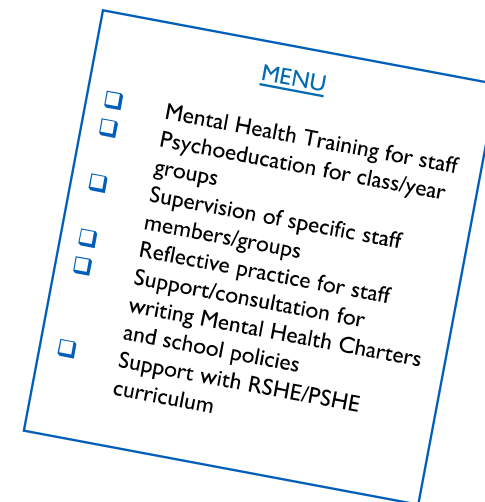 MENU
❑ Mental Health Training for staff
❑ Psychoeducation for class/year
groups
❑ Supervision of specific staff
members/groups
❑ Reflective practice for staff
❑ Support/consultation for
writing Mental Health Charters
and school policies
❑ Support with RSHE/PSHE
curriculum